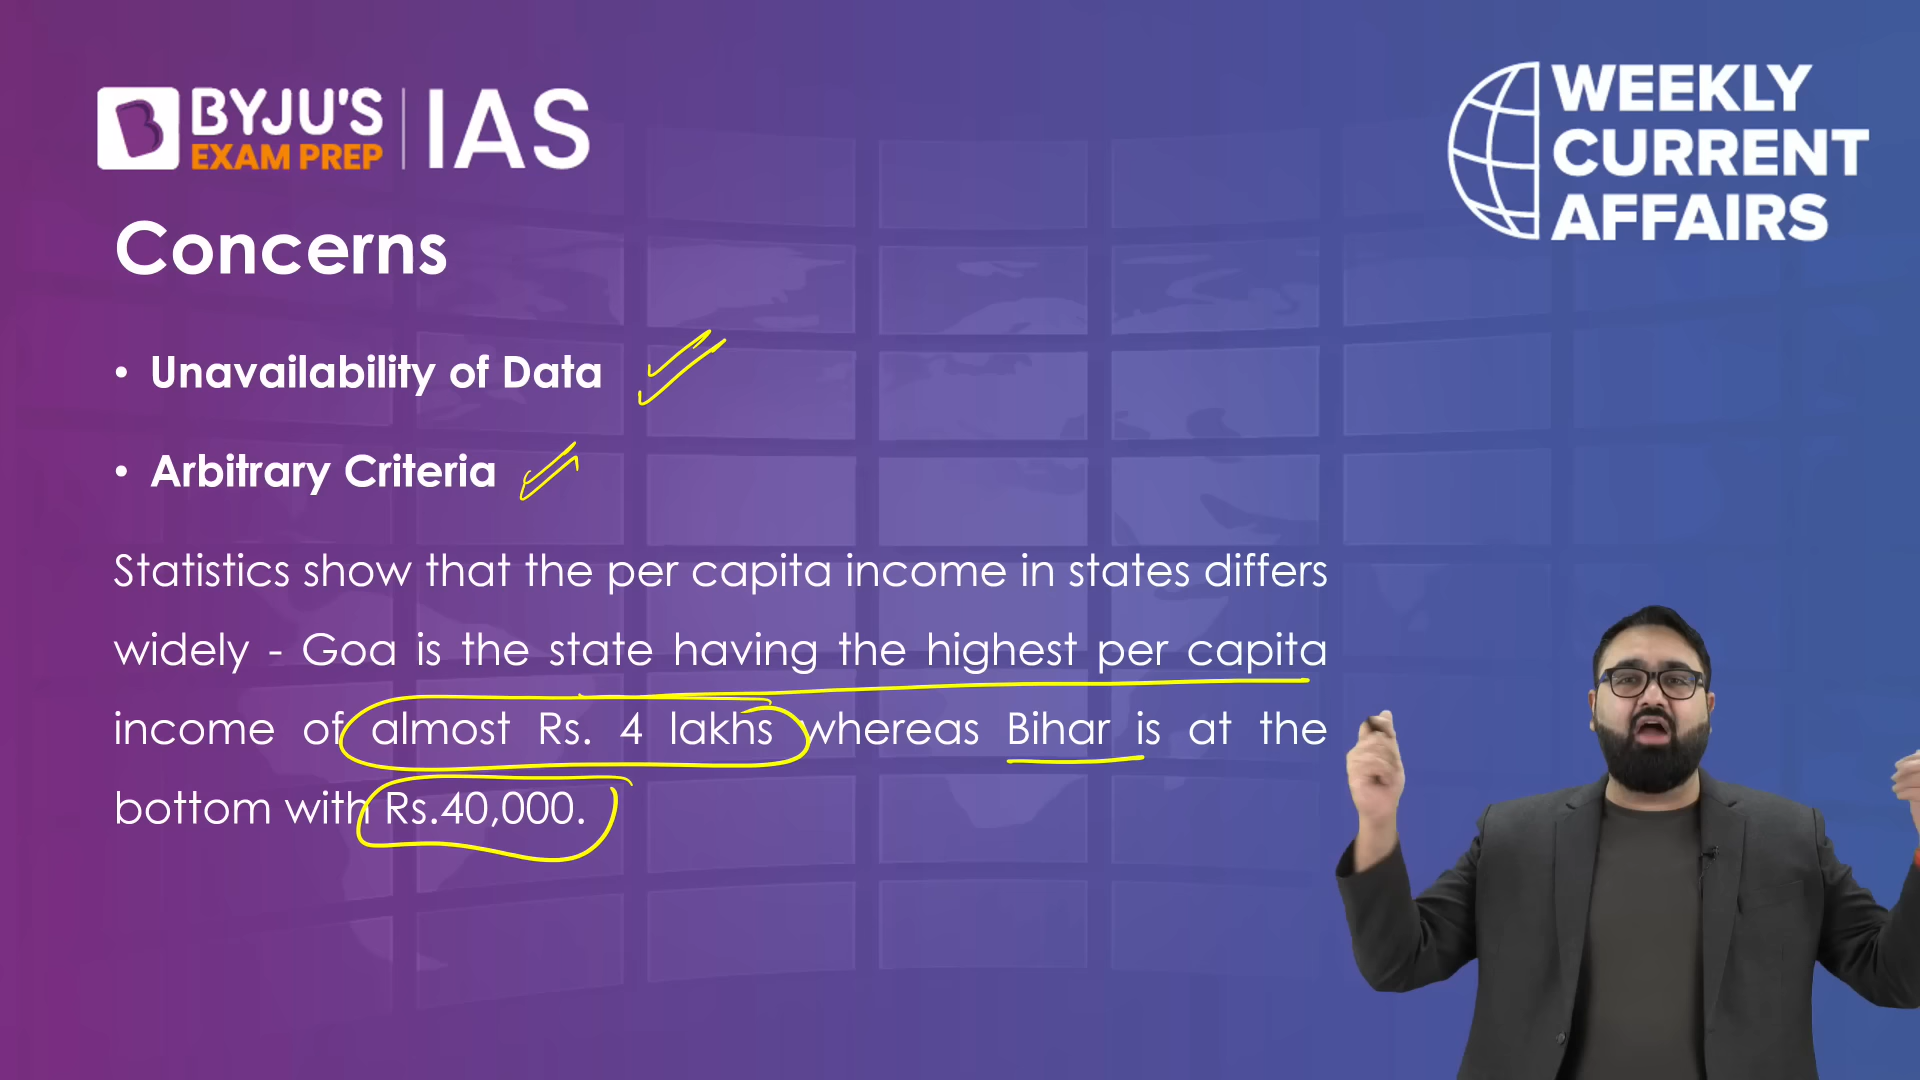 BYJU'S
EXAM PREP
IAS
WEEKLY
CURRENT
AFFAIRS
Concerns
• Unavailability of Data
• Arbitrary Criteria
Statistics show that the per capita income in states differs
widely - Goa is the state having the highest per capita
income of almost Rs. 4 lakhs whereas Bihar is at the
bottom with Rs.40,000.